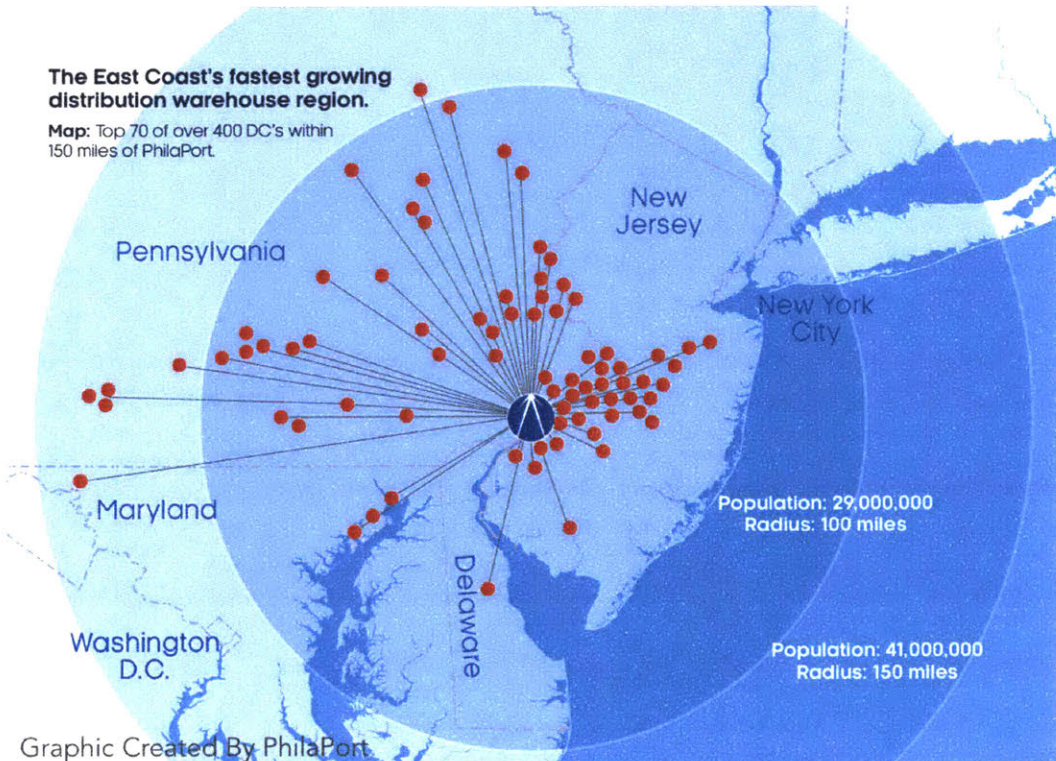 The East Coast's fastest growing
distribution warehouse region.
Map: Top 70 of over 400 DC's within
150 miles of PhilaPort.
New
Jersey
Pennsylvania
New York
City
Maryland
Population: 29,000,000
Radius: 100 miles
Delaware
Washington
D.C.
Population: 41,000,000
Radius: 150 miles
Graphic Created By PhilaPort